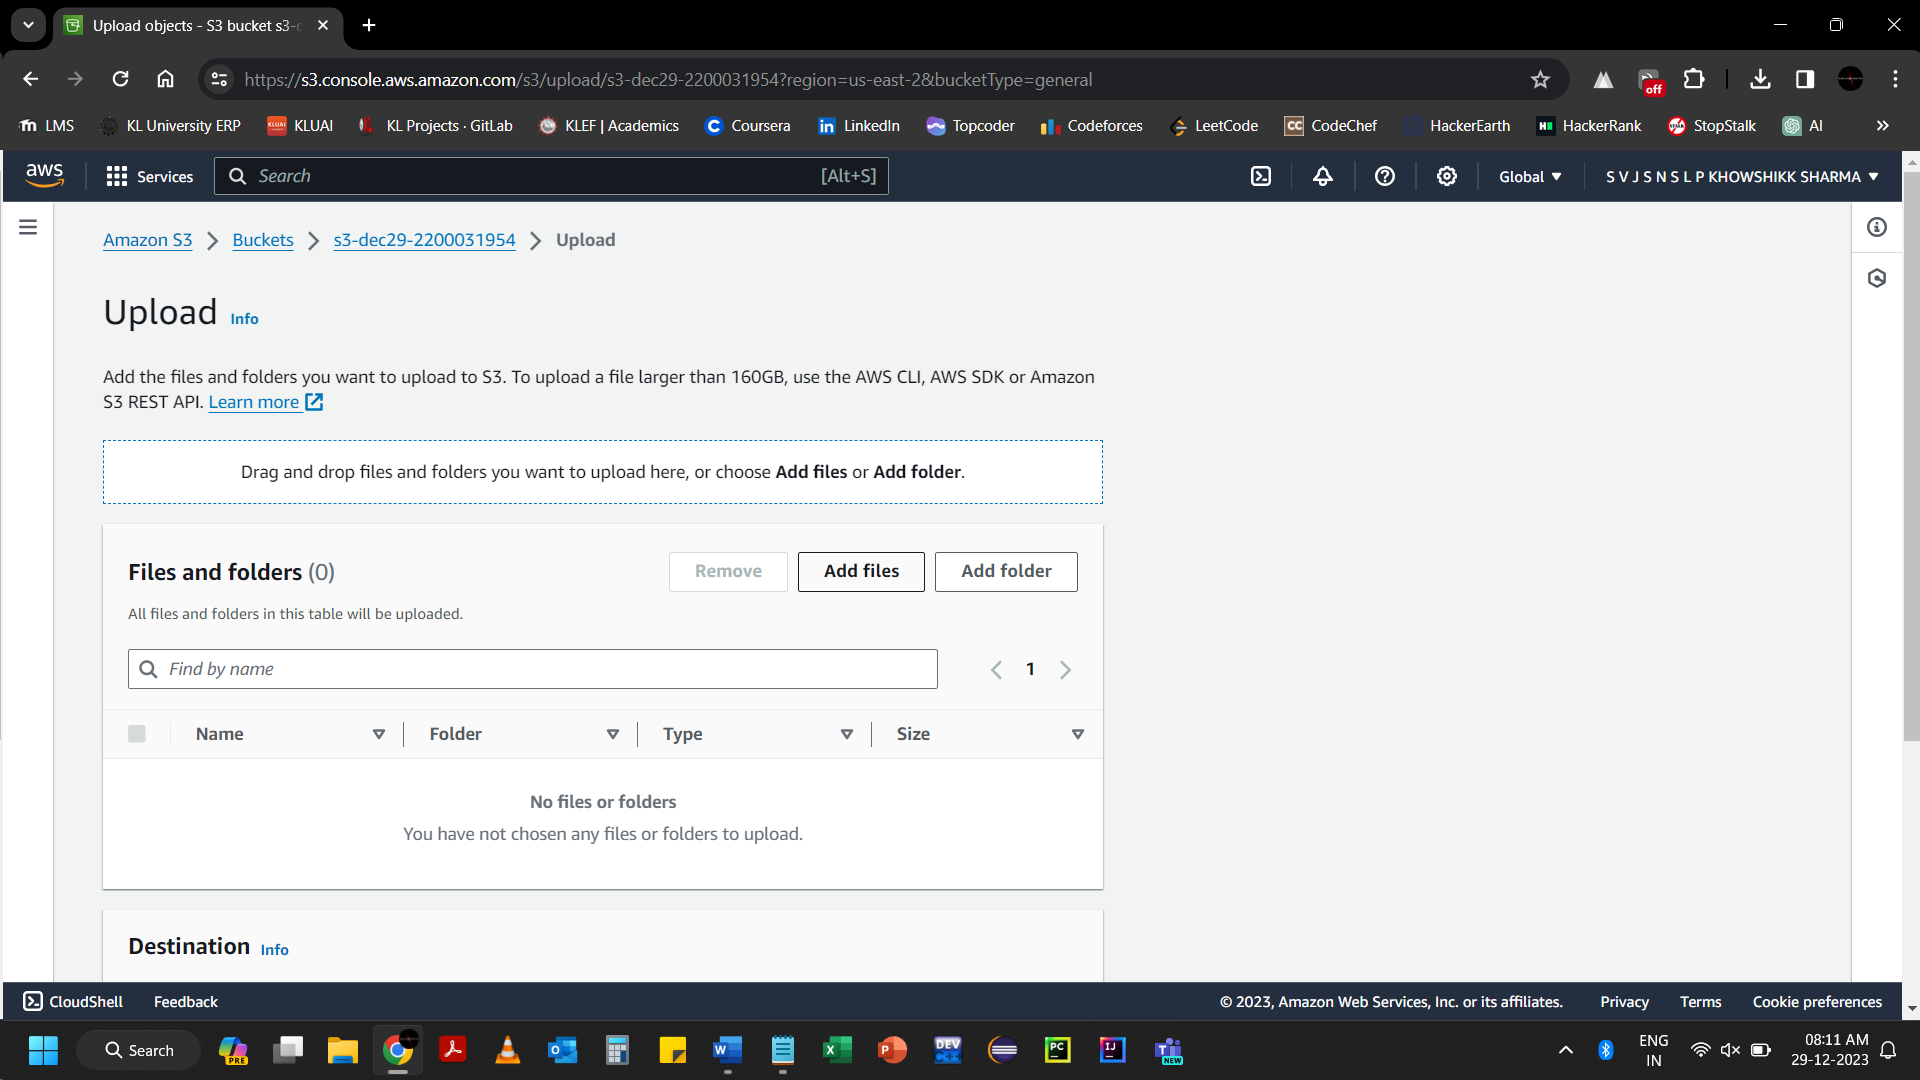 Upload objects - S3 bucket s3-d
https://s3.console.aws.amazon.com/s3/upload/s3-dec29-2200031954?region=us-east-2&bucketType=general
off
LMS KL University ERP KLUAI KL Projects · GitLab KLEF | Academics Coursera LinkedIn Topcoder Codeforces LeetCode CodeChef HackerEarth HackerRank StopStalk AI
aws Services Search [Alt+S] Global S V J S N S L P KHOWSHIKK SHARMA
Amazon S3 Buckets s3-dec29-2200031954 Upload
Upload Info
Add the files and folders you want to upload to S3. To upload a file larger than 160GB, use the AWS CLI, AWS SDK or Amazon
S3 REST API. Learn more
Drag and drop files and folders you want to upload here, or choose Add files or Add folder.
Files and folders (0) Remove Add files Add folder
All files and folders in this table will be uploaded.
Find by name 1
Name Folder Type Size
No files or folders
You have not chosen any files or folders to upload.
Destination Info
CloudShell Feedback © 2023, Amazon Web Services, Inc. or its affiliates. Privacy Terms Cookie preferences
Search ENG 08:11 AM
IN 29-12-2023